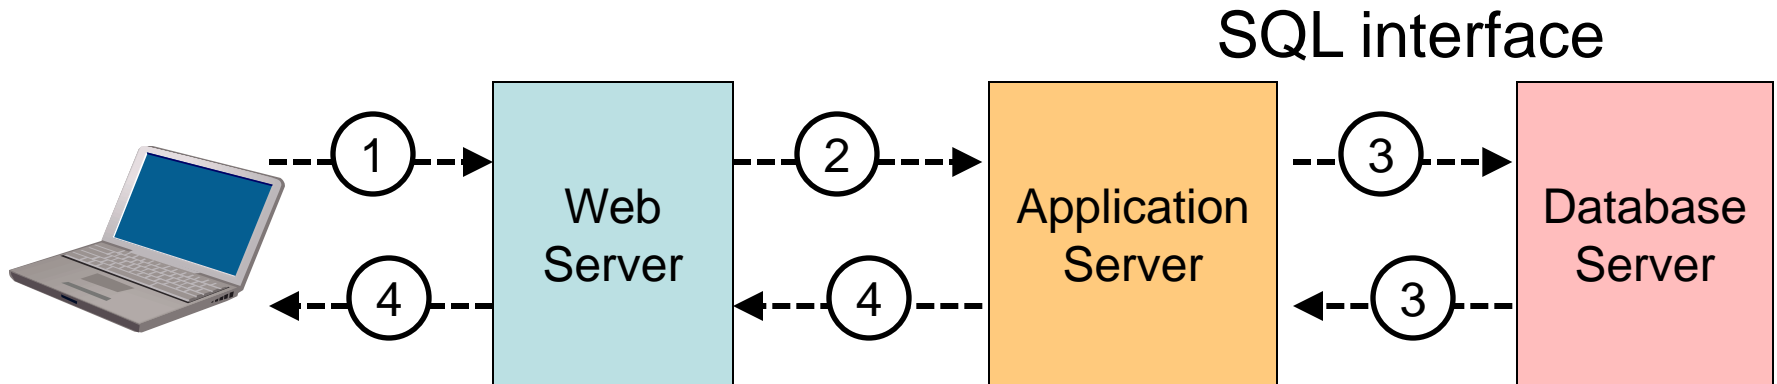 SQL interface
1
2
3
Web
Server
Application
Server
Database
Server
4
4
3